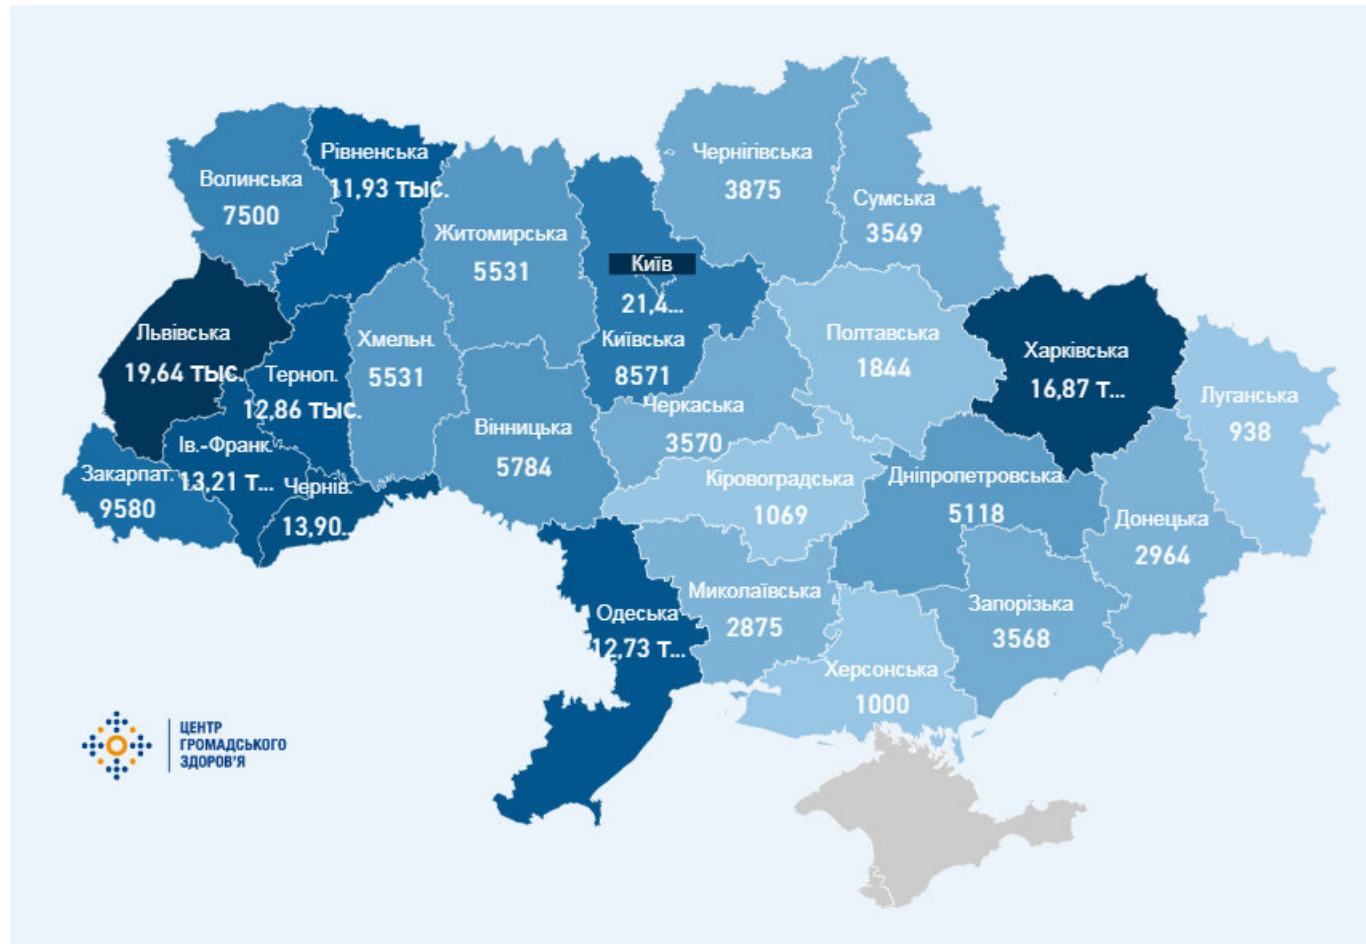 Рівненська
11,93 тыс.
Волинська
7500
Чернігівська
3875
Сумська
3549
Житомирська
5531
Київ
21,4...
Київська
8571
Львівська
19,64 тыс.
Терноп.
12,86 тыс.
Хмельн.
5531
Полтавська
1844
Харківська
16,87 т...
Луганська
938
Черкаська
3570
Вінницька
5784
Ів.-Франк.
13,21 т...
Закарпат.
9580
Чернів.
13,90...
Кіровоградська
1069
Дніпропетровська
5118
Донецька
2964
Миколаївська
2875
Запорізька
3568
Одеська
12,73 т...
Херсонська
1000
ЦЕНТР
ГРОМАДСЬКОГО
ЗДОРОВ'Я